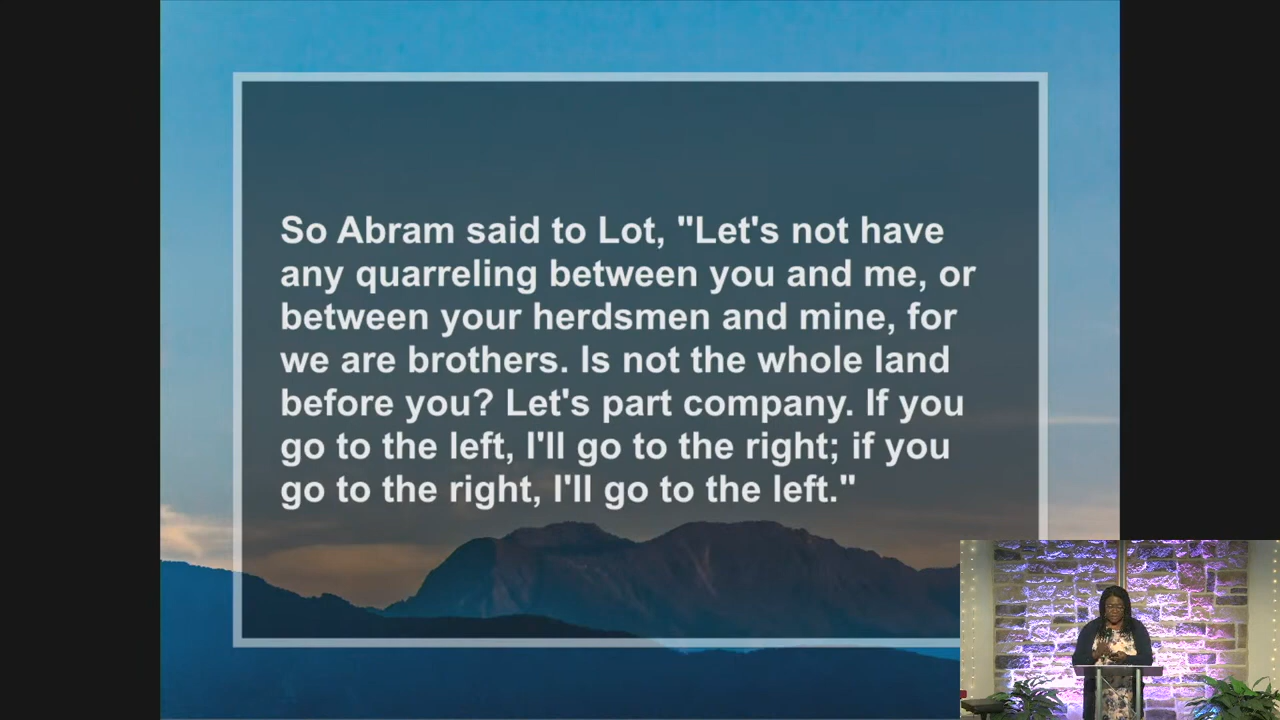 So Abram said to Lot, "Let's not have
any quarreling between you and me, or
between your herdsmen and mine, for
we are brothers. Is not the whole land
before you? Let's part company. If you
go to the left, I'll go to the right; if you
go to the right, I'll go to the left."